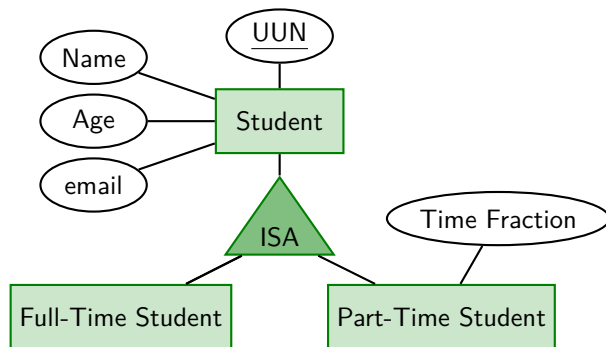 UUN
Name
Age
Student
email
ISA
Time Fraction
Full-Time Student
Part-Time Student